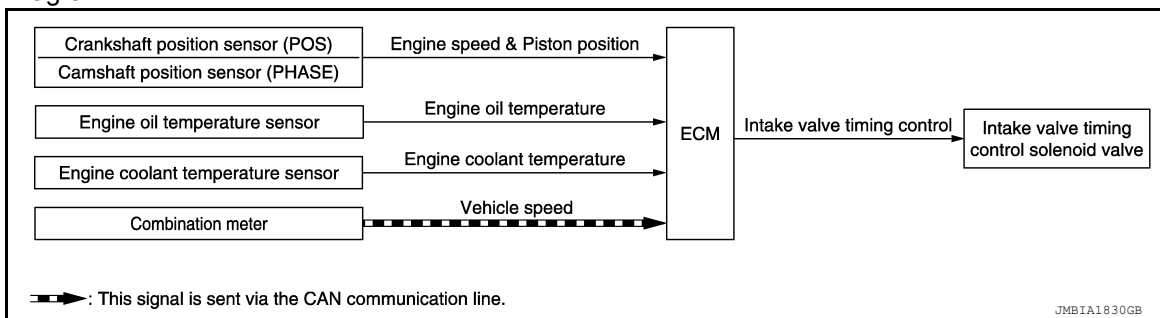 Crankshaft position sensor (POS)
Camshaft position sensor (PHASE)
Engine speed & Piston position
Engine oil temperature sensor
Engine oil temperature
Engine coolant temperature sensor
Engine coolant temperature
Combination meter
Vehicle speed
ECM
Intake valve timing control
Intake valve timing
control solenoid valve
: This signal is sent via the CAN communication line.
JMBIA1830GB